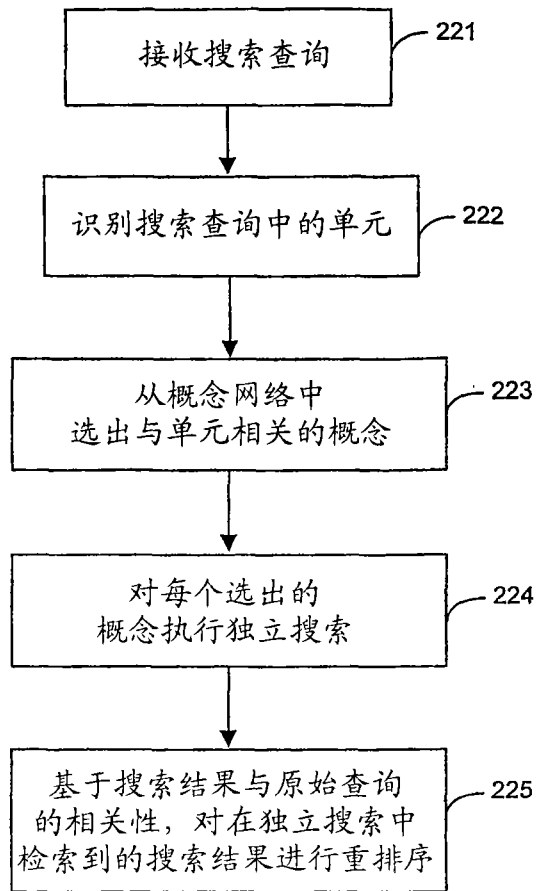 接收搜索查询
221
识别搜索查询中的单元
222
从概念网络中
选出与单元相关的概念
223
对每个选出的
概念执行独立搜索
224
基于搜索结果与原始查询
的相关性，对在独立搜索中
检索到的搜索结果进行重排序
225